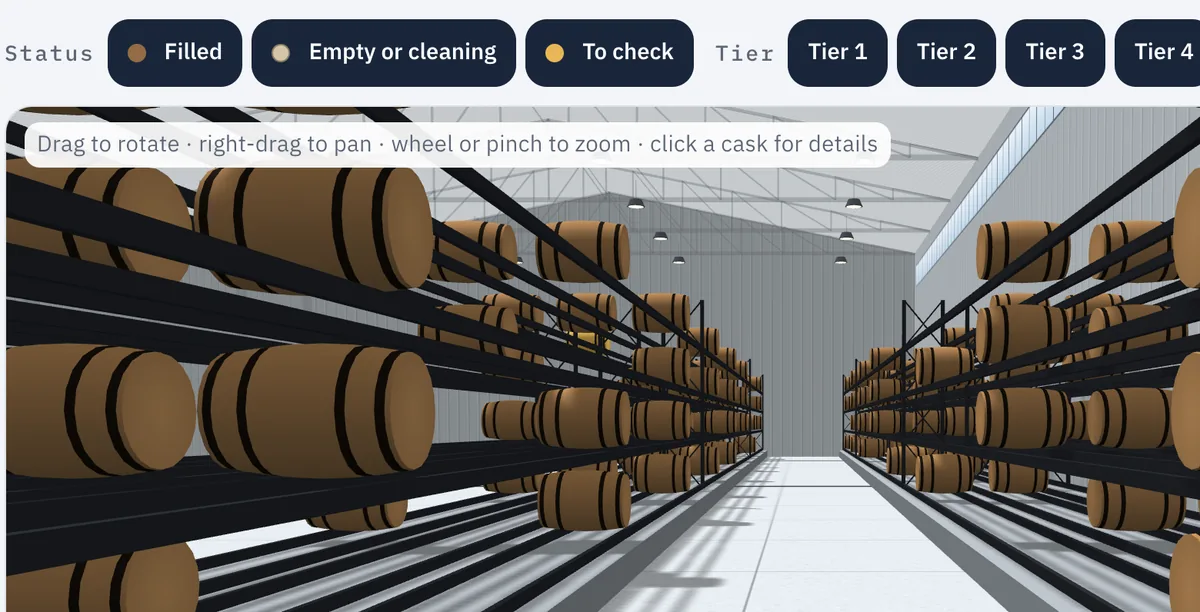 Status Filled Empty or cleaning To check Tier Tier 1 Tier 2 Tier 3 Tier 4
Drag to rotate · right-drag to pan · wheel or pinch to zoom · click a cask for details